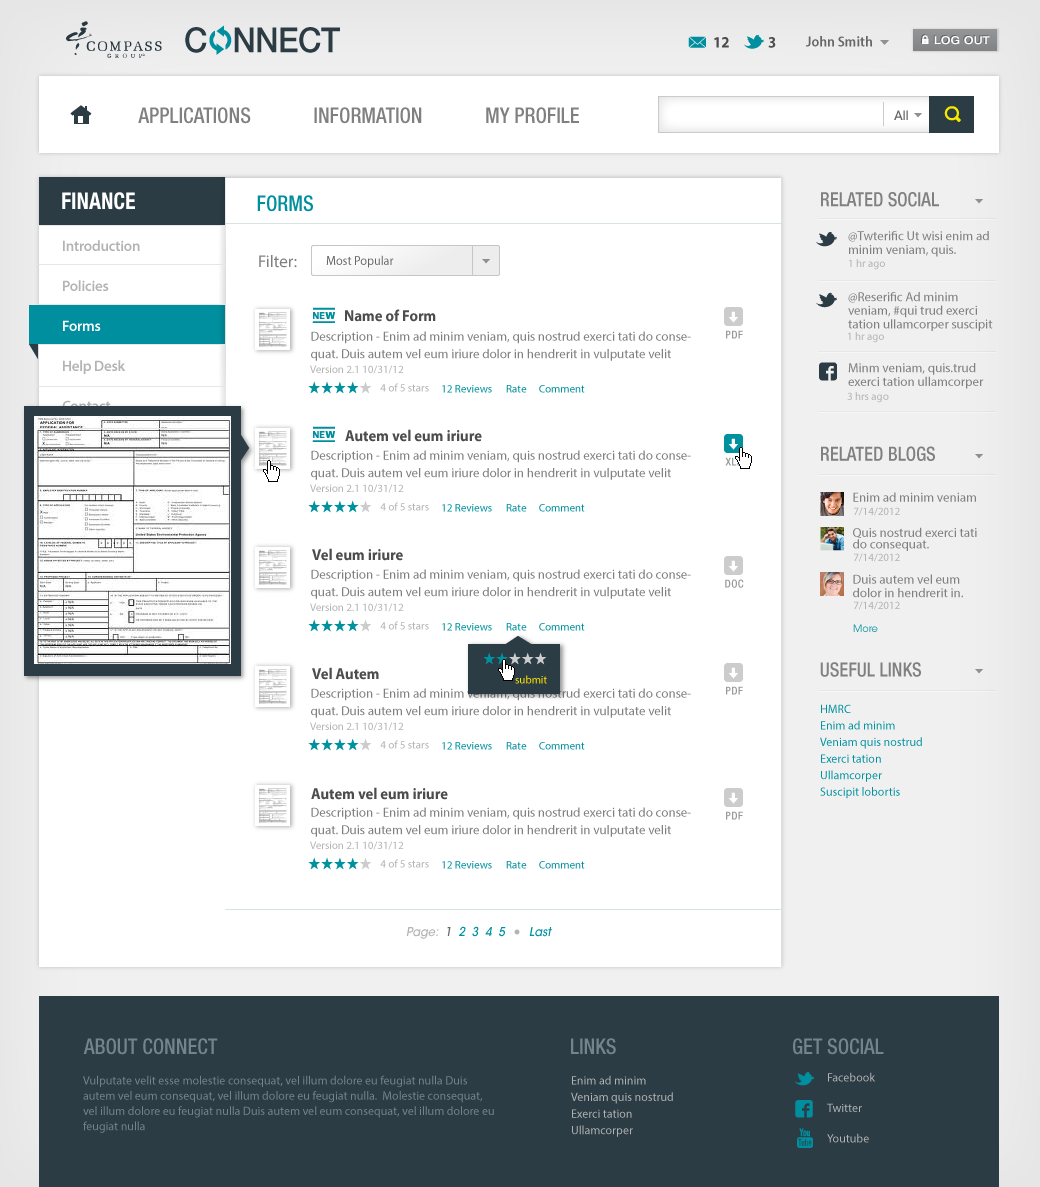 COMPASS
GROUP
CONNECT
12
3
John Smith
LOG OUT
APPLICATIONS
INFORMATION
MY PROFILE
All
FINANCE
Introduction
Policies
Forms
Help Desk
Contact
FORMS
Filter:
Most Popular
NEW Name of Form
Description - Enim ad minim veniam, quis nostrud exerci tati do conse-
quat. Duis autem vel eum iriure dolor in hendrerit in vulputate velit
Version 2.1 10/31/12
4 of 5 stars 12 Reviews Rate Comment
PDF
NEW Autem vel eum iriure
Description - Enim ad minim veniam, quis nostrud exerci tati do conse-
quat. Duis autem vel eum iriure dolor in hendrerit in vulputate velit
Version 2.1 10/31/12
4 of 5 stars 12 Reviews Rate Comment
XLS
Vel eum iriure
Description - Enim ad minim veniam, quis nostrud exerci tati do conse-
quat. Duis autem vel eum iriure dolor in hendrerit in vulputate velit
Version 2.1 10/31/12
4 of 5 stars 12 Reviews Rate Comment
DOC
submit
Vel Autem
Description - Enim ad minim veniam, quis nostrud exerci tati do conse-
quat. Duis autem vel eum iriure dolor in hendrerit in vulputate velit
Version 2.1 10/31/12
4 of 5 stars 12 Reviews Rate Comment
PDF
Autem vel eum iriure
Description - Enim ad minim veniam, quis nostrud exerci tati do conse-
quat. Duis autem vel eum iriure dolor in hendrerit in vulputate velit
Version 2.1 10/31/12
4 of 5 stars 12 Reviews Rate Comment
PDF
Page: 1 2 3 4 5 • Last
APPLICATION FOR
FEDERAL ASSISTANCE
United States Environmental Protection Agency
RELATED SOCIAL
@Twterific Ut wisi enim ad
minim veniam, quis.
1 hr ago
@Reserific Ad minim
veniam, #qui trud exerci
tation ullamcorper suscipit
1 hr ago
Minm veniam, quis.trud
exerci tation ullamcorper
3 hrs ago
RELATED BLOGS
Enim ad minim veniam
7/14/2012
Quis nostrud exerci tati
do consequat.
7/14/2012
Duis autem vel eum
dolor in hendrerit in.
7/14/2012
More
USEFUL LINKS
HMRC
Enim ad minim
Veniam quis nostrud
Exerci tation
Ullamcorper
Suscipit lobortis
ABOUT CONNECT
Vulputate velit esse molestie consequat, vel illum dolore eu feugiat nulla Duis
autem vel eum consequat, vel illum dolore eu feugiat nulla. Molestie consequat,
vel illum dolore eu feugiat nulla Duis autem vel eum consequat, vel illum dolore eu
feugiat nulla
LINKS
Enim ad minim
Veniam quis nostrud
Exerci tation
Ullamcorper
GET SOCIAL
Facebook
Twitter
You
Tube
Youtube